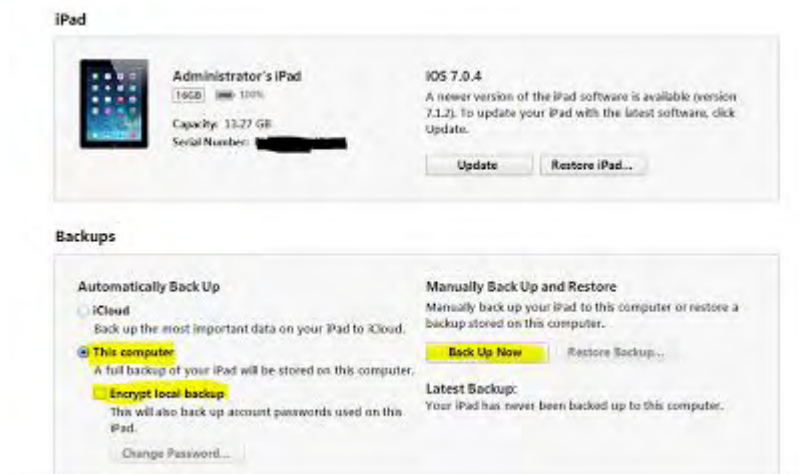 iPad
Administrator's iPad
16GB 100%
Capacity: 13.27 GB
Serial Number:
iOS 7.0.4
A newer version of the iPad software is available (version
7.1.2). To update your iPad with the latest software, click
Update.
Update
Restore iPad...
Backups
Automatically Back Up
iCloud
Back up the most important data on your iPad to iCloud.
This computer
A full backup of your iPad will be stored on this computer.
Encrypt local backup
This will also back up account passwords used on this
iPad.
Change Password...
Manually Back Up and Restore
Manually back up your iPad to this computer or restore a
backup stored on this computer.
Back Up Now
Restore Backup...
Latest Backup:
Your iPad has never been backed up to this computer.